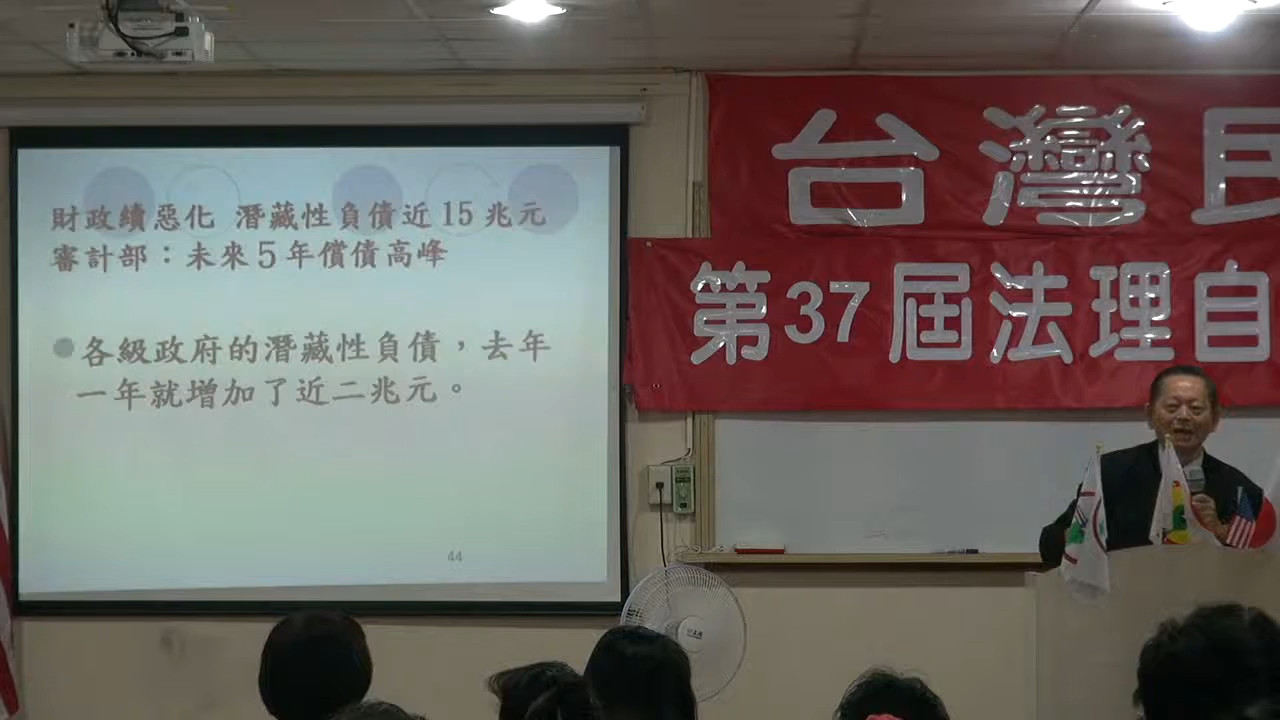 財政續惡化 潛藏性負債近15兆元
審計部：未來5年償債高峰
各級政府的潛藏性負債，去年
一年就增加了近二兆元。
44
台灣民
第37屆法理自